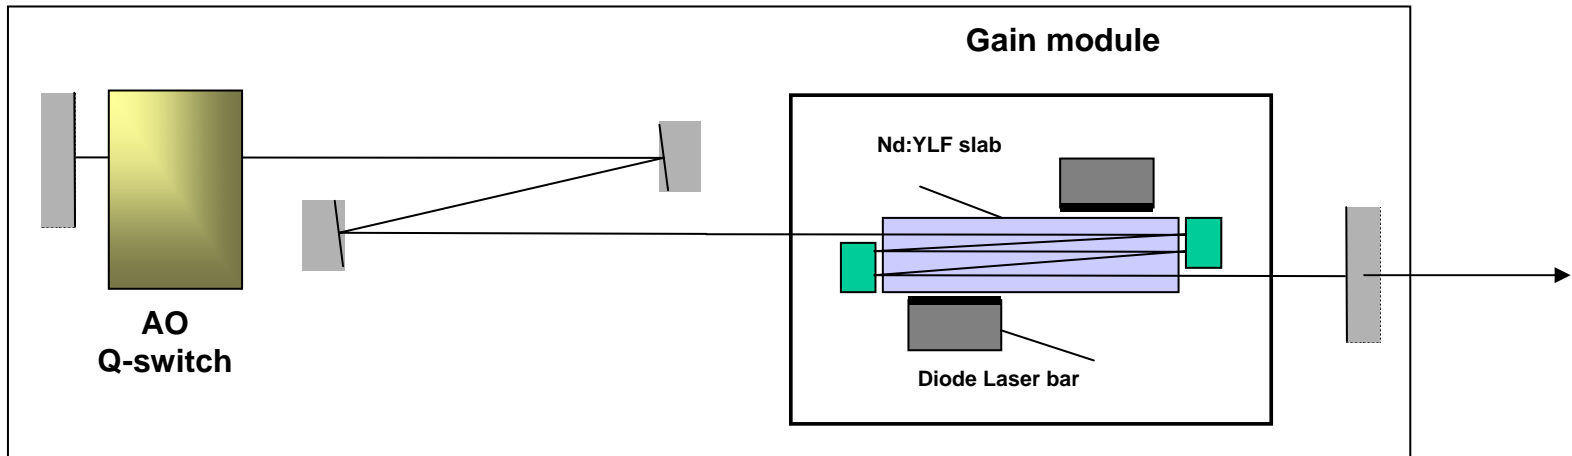 Gain module
Nd:YLF slab
AO
Q-switch
Diode Laser bar